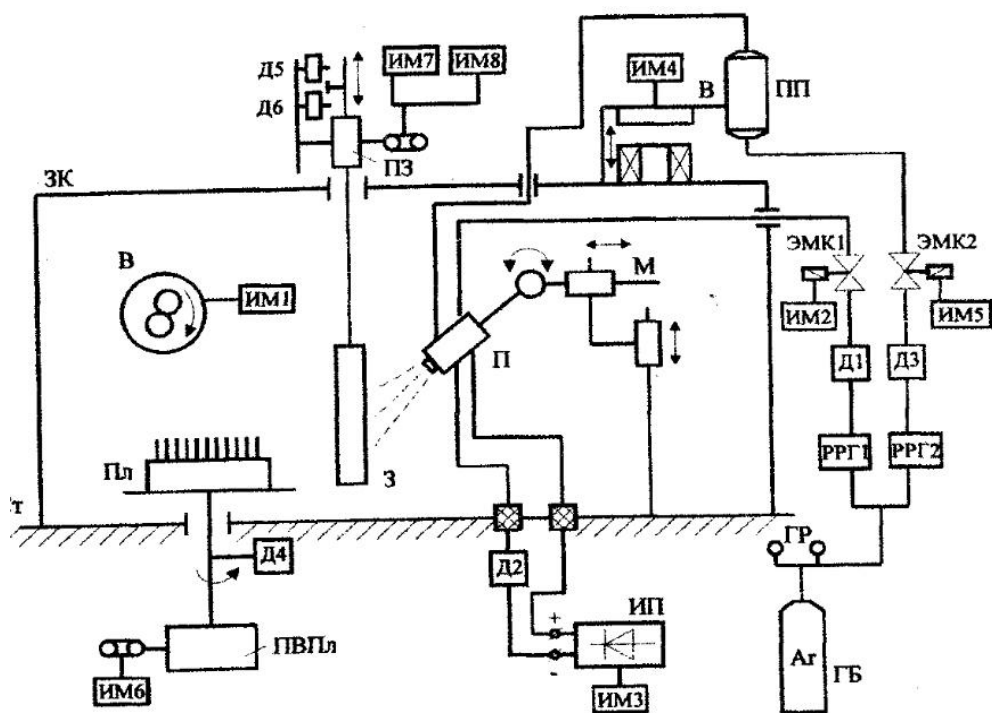 Д5
ИМ7
ИМ8
ИМ4
В
ПП
Д6
ПЗ
ЗК
ЭМК1
ЭМК2
В
М
ИМ1
ИМ2
ИМ5
П
Д1
Д3
Пл
З
РРГ1
РРГ2
т
ГР
Д4
Д2
ИП
+
-
ПВПл
Ar
ГБ
ИМ6
ИМ3